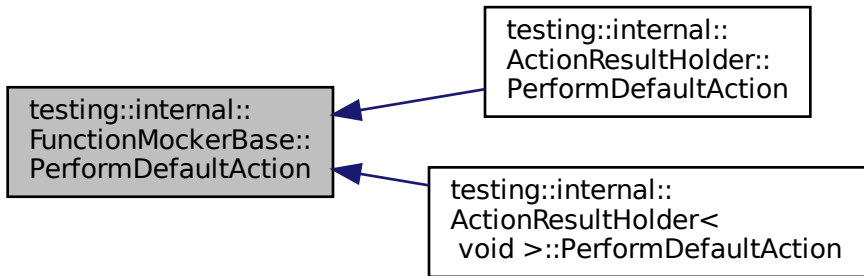 testing::internal::
FunctionMockerBase::
PerformDefaultAction
testing::internal::
ActionResultHolder::
PerformDefaultAction
testing::internal::
ActionResultHolder<
void >::PerformDefaultAction